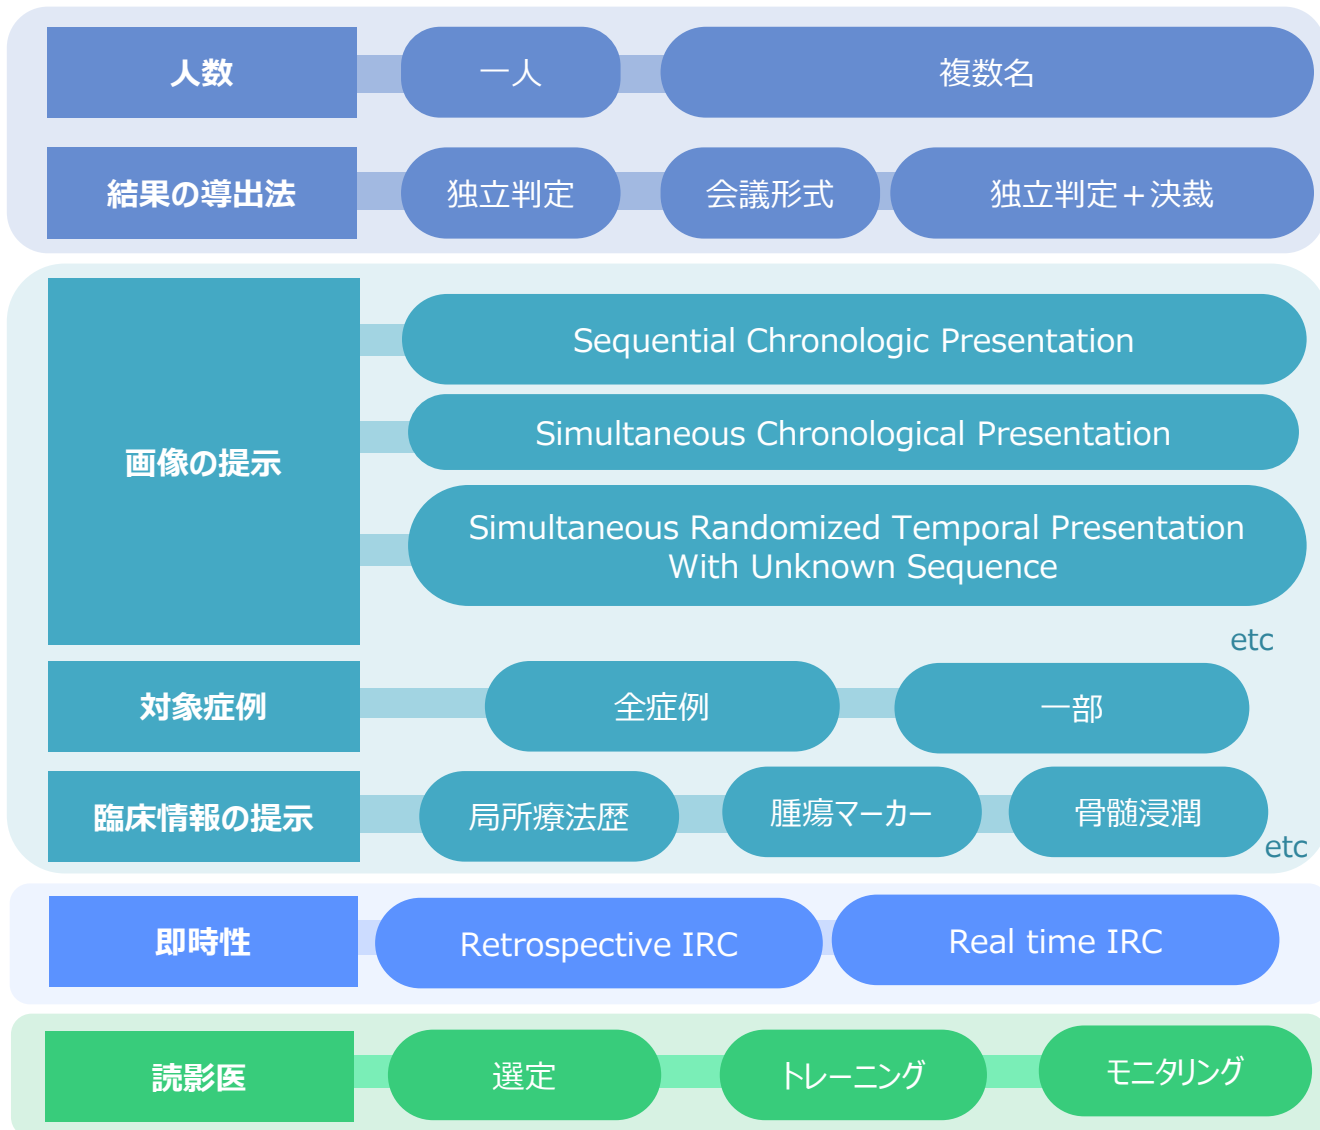 人数
一人
複数名
結果の導出法
独立判定
会議形式
独立判定+決裁
画像の提示
Sequential Chronologic Presentation
Simultaneous Chronological Presentation
Simultaneous Randomized Temporal Presentation
With Unknown Sequence
etc
対象症例
全症例
一部
臨床情報の提示
局所療法歴
腫瘍マーカー
骨髄浸潤
etc
即時性
Retrospective IRC
Real time IRC
読影医
選定
トレーニング
モニタリング